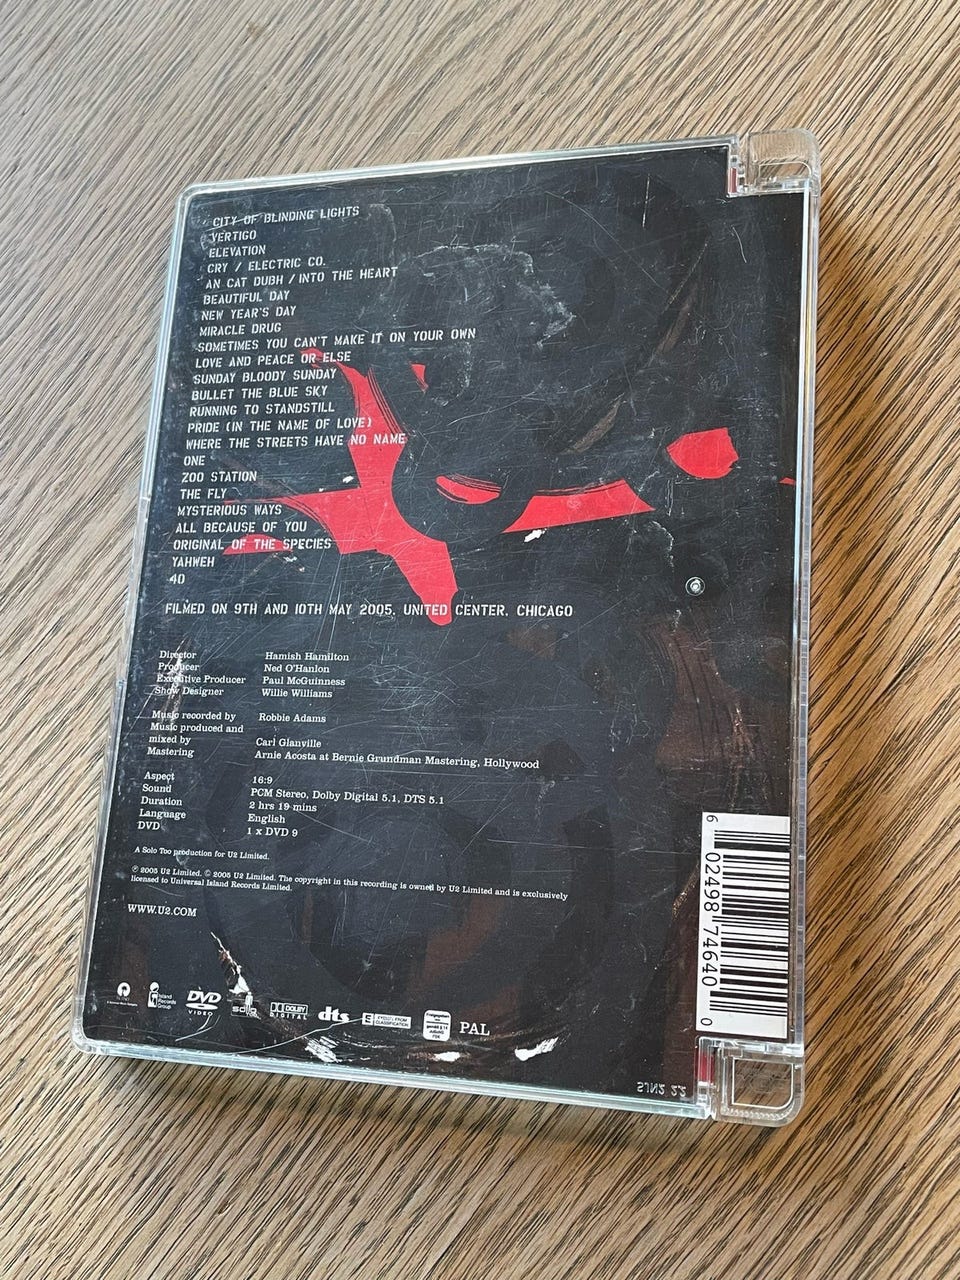 CITY OF BLINDING LIGHTS
VERTIGO
ELEVATION
CRY / ELECTRIC CO.
AN CAT DUBH / INTO THE HEART
BEAUTIFUL DAY
NEW YEAR'S DAY
MIRACLE DRUG
SOMETIMES YOU CAN'T MAKE IT ON YOUR OWN
LOVE AND PEACE OR ELSE
SUNDAY BLOODY SUNDAY
BULLET THE BLUE SKY
RUNNING TO STANDSTILL
PRIDE (IN THE NAME OF LOVE)
WHERE THE STREETS HAVE NO NAME
ONE
ZOO STATION
THE FLY
MYSTERIOUS WAYS
ALL BECAUSE OF YOU
ORIGINAL OF THE SPECIES
YAHWEH
40
FILMED ON 9TH AND 10TH MAY 2005, UNITED CENTER, CHICAGO
Director Hamish Hamilton
Producer Ned O'Hanlon
Executive Producer Paul McGuinness
Show Designer Willie Williams
Music recorded by Robbie Adams
Music produced and
mixed by Carl Glanville
Mastering Arnie Acosta at Bernie Grundman Mastering, Hollywood
Aspect 16:9
Sound PCM Stereo, Dolby Digital 5.1, DTS 5.1
Duration 2 hrs 19 mins
Language English
DVD 1 x DVD 9
A Solo Too production for U2 Limited.
℗ 2005 U2 Limited. © 2005 U2 Limited. The copyright in this recording is owned by U2 Limited and is exclusively
licensed to Universal Island Records Limited.
WWW.U2.COM
Island Records Group
DVD VIDEO
DOLBY DIGITAL
dts
E EXEMPT FROM CLASSIFICATION
PAL
6 02498 74640 0